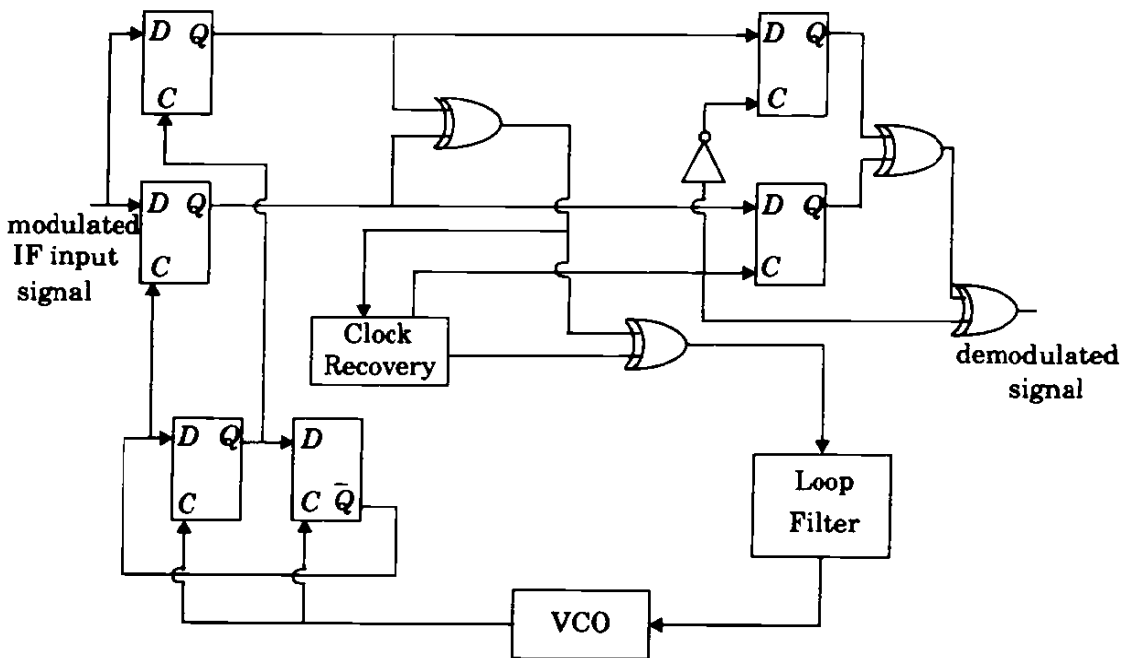 D Q
C
D Q
C
modulated
IF input
signal
D Q
C
D Q
C
Clock
Recovery
demodulated
signal
D Q
C
D
C Q̄
Loop
Filter
VCO